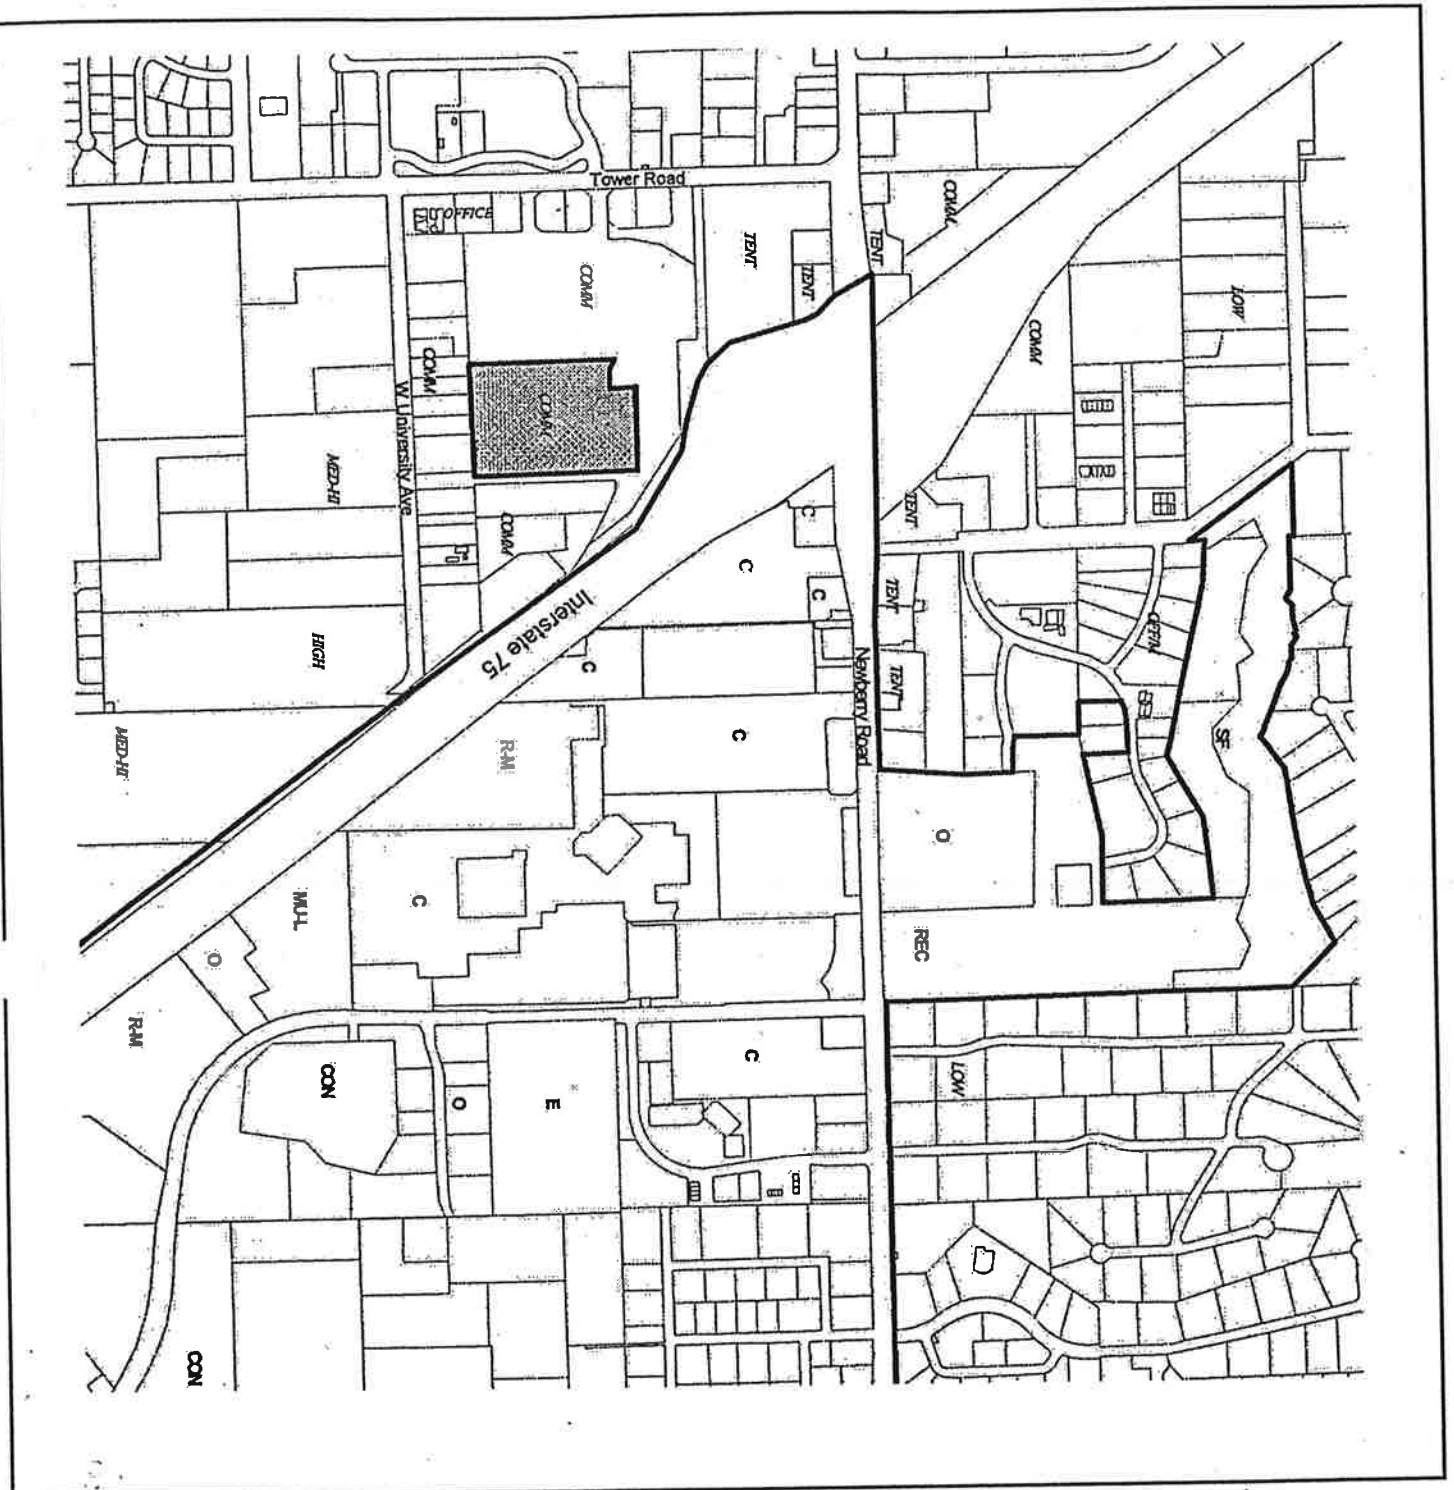 Tower Road
OFFICE
COMM
TENT
TENT
TENT
COMM
LOW
COMM
COMM
COMM
W University Ave
MED-HI
COMM
C
C
TENT
TENT
Interstate 75
HIGH
C
TENT
Newberry Road
SF
MED-HI
R-M
C
O
MU-L
C
REC
O
R-M
CON
O
E
C
LOW
CON